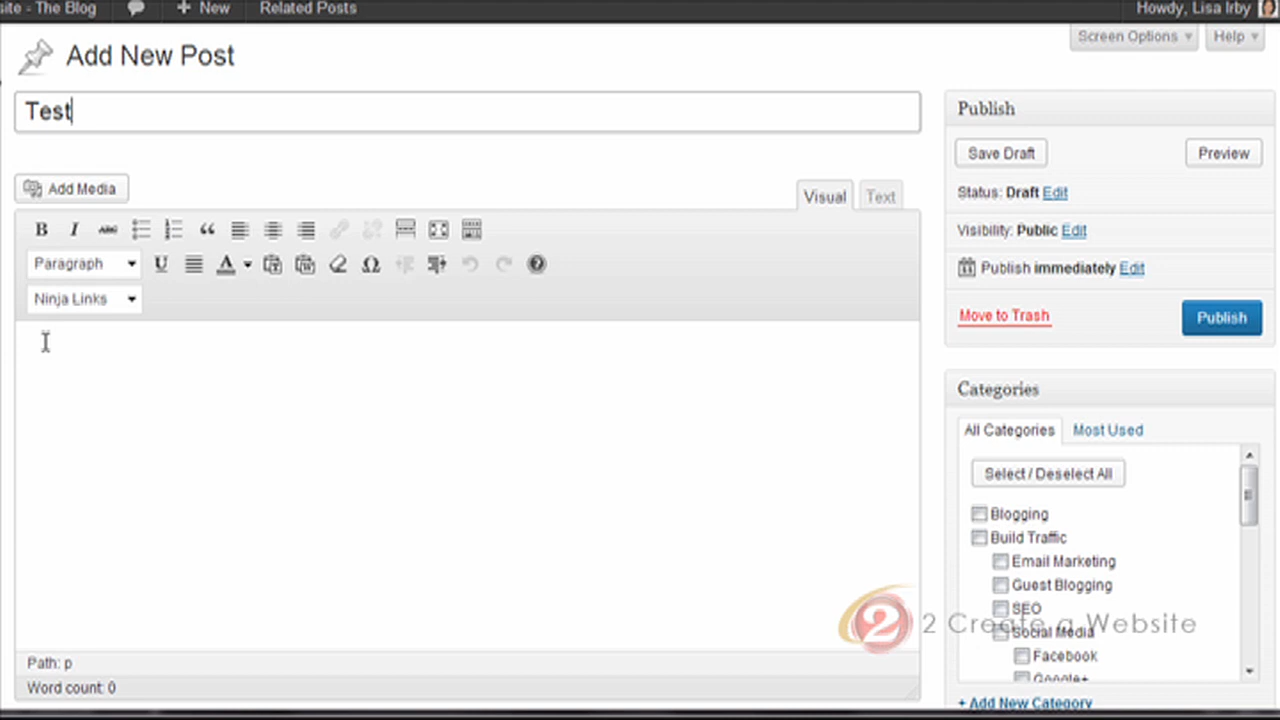 site - The Blog
New
Related Posts
Howdy, Lisa Irby
Screen Options
Help
Add New Post
Test
Add Media
Visual
Text
B I ABC
Paragraph
U A Ω ?
Ninja Links
Path: p
Word count: 0
Publish
Save Draft
Preview
Status: Draft Edit
Visibility: Public Edit
Publish immediately Edit
Move to Trash
Publish
Categories
All Categories
Most Used
Select / Deselect All
Blogging
Build Traffic
Email Marketing
Guest Blogging
SEO
Social Media
Facebook
Google+
+ Add New Category
2 2 Create a Website